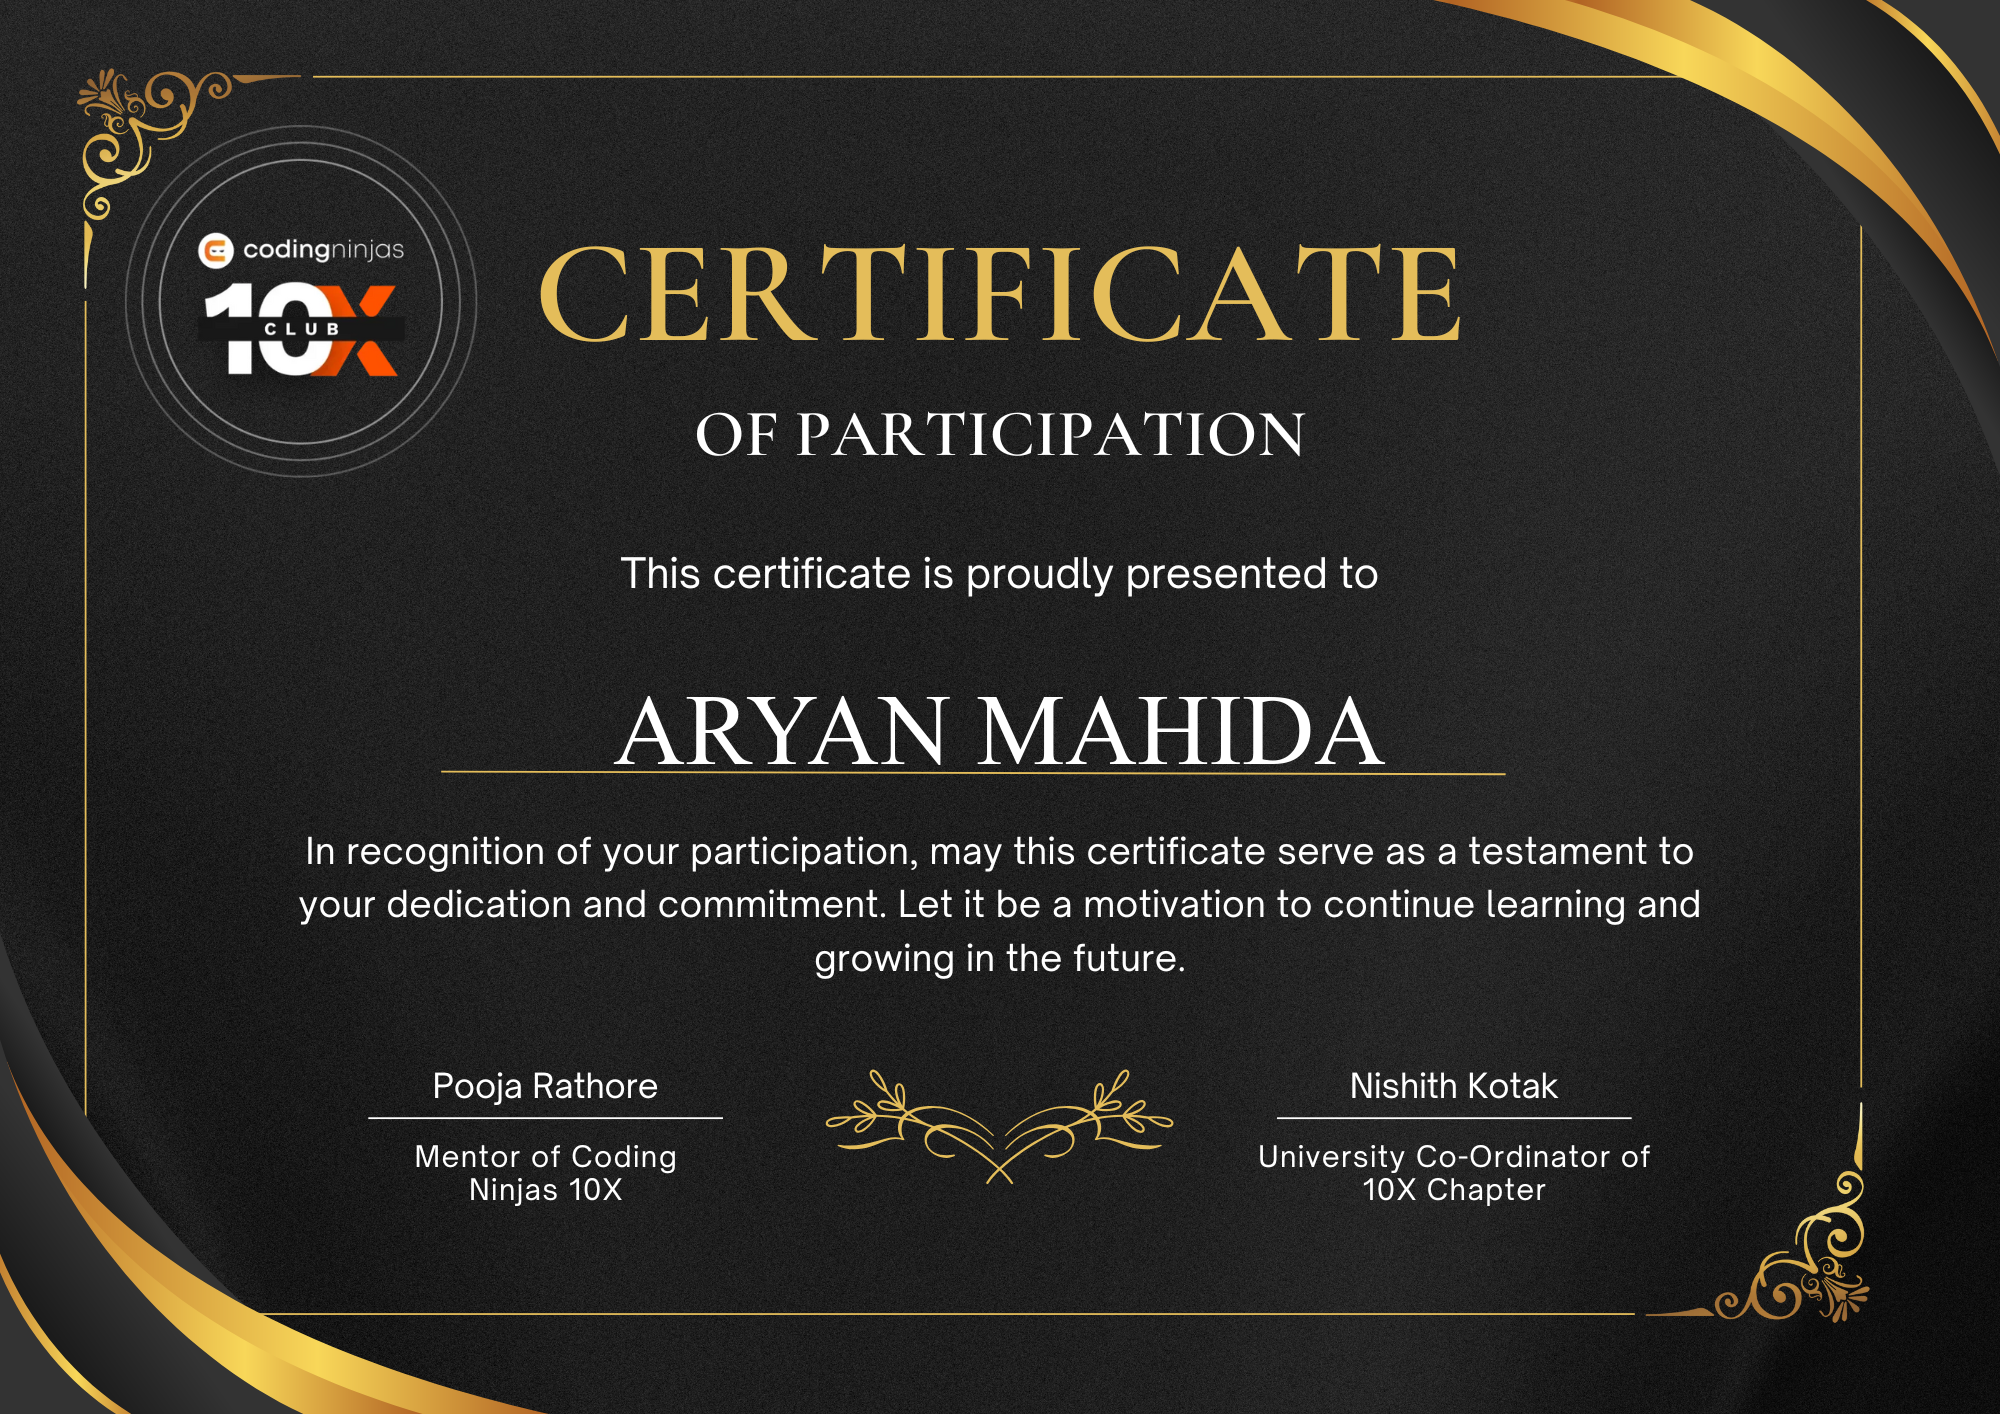 codingninjas
10X
CLUB
CERTIFICATE
OF PARTICIPATION
This certificate is proudly presented to
ARYAN MAHIDA
In recognition of your participation, may this certificate serve as a testament to
your dedication and commitment. Let it be a motivation to continue learning and
growing in the future.
Pooja Rathore
Mentor of Coding
Ninjas 10X
Nishith Kotak
University Co-Ordinator of
10X Chapter